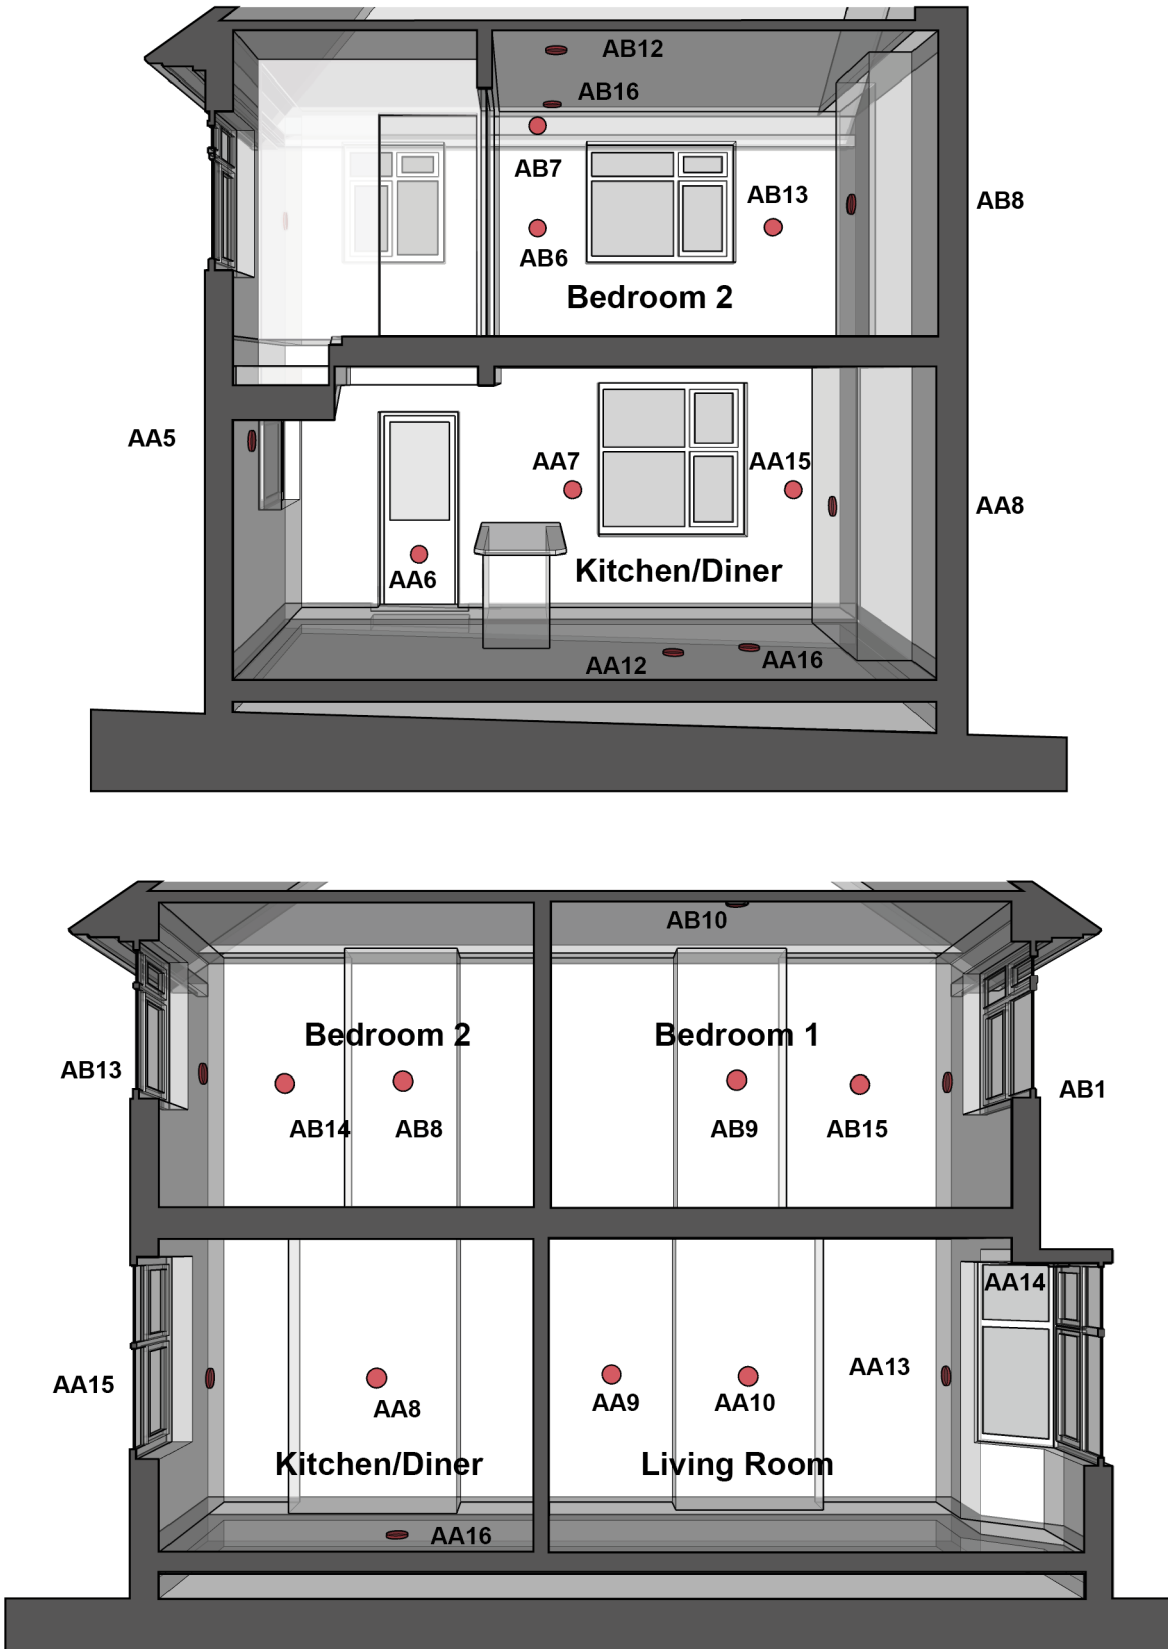 AB12
AB16
AB7
AB13
AB8
AB6
Bedroom 2
AA5
AA7
AA15
AA8
AA6
Kitchen/Diner
AA12
AA16
AB10
Bedroom 2
Bedroom 1
AB13
AB1
AB14
AB8
AB9
AB15
AA14
AA15
AA13
AA8
AA9
AA10
Kitchen/Diner
Living Room
AA16